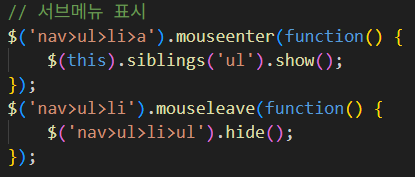 // 서브메뉴 표시
$('nav>ul>li>a').mouseenter(function() {
    $(this).siblings('ul').show();
});
$('nav>ul>li').mouseleave(function() {
    $('nav>ul>li>ul').hide();
});